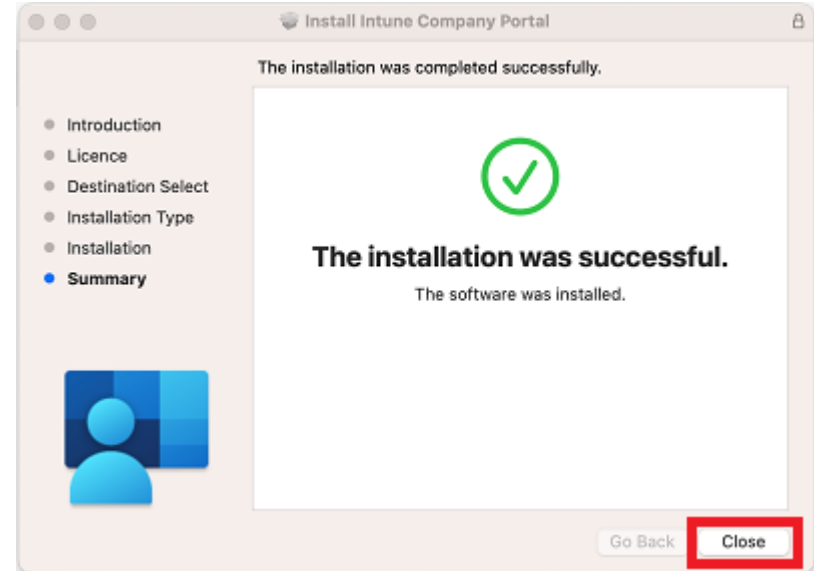 Install Intune Company Portal
The installation was completed successfully.
Introduction
Licence
Destination Select
Installation Type
Installation
Summary
The installation was successful.
The software was installed.
Go Back
Close